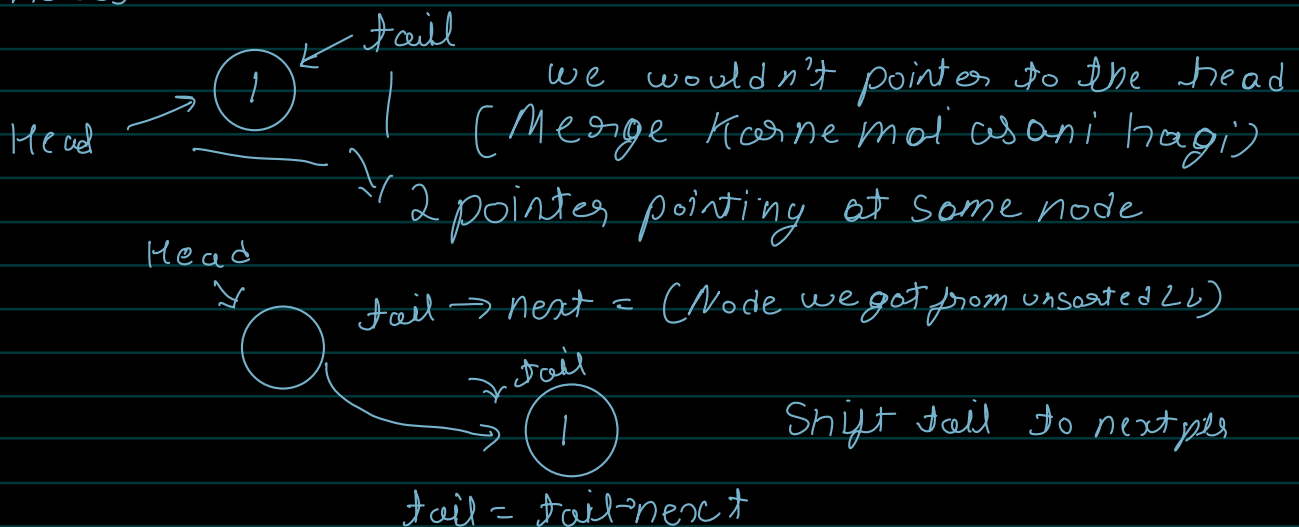 tail
1
we wouldn't pointer to the head
Head
(Merge Karne mai asani hogi)
2 pointer pointing at same node
Head
tail → next = (Node we got from unsorted LL)
tail
1
Shift tail to next ptr
tail = tail→next